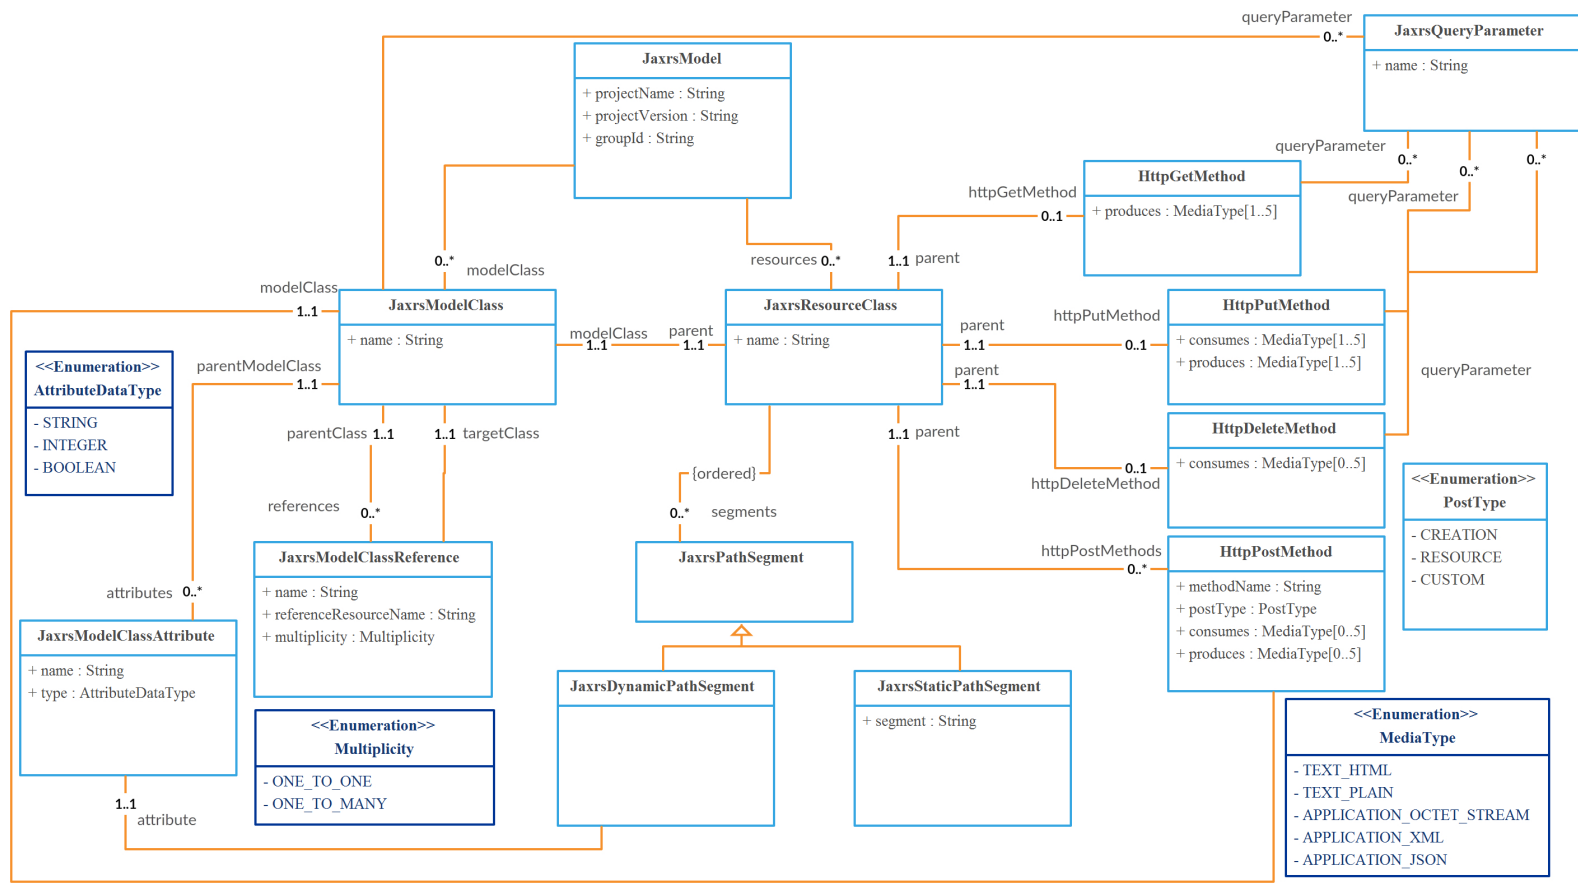 queryParameter
0..*
JaxrsQueryParameter
+ name : String
JaxrsModel
+ projectName : String
+ projectVersion : String
+ groupId : String
queryParameter
0..*
0..*
0..*
queryParameter
HttpGetMethod
+ produces : MediaType[1..5]
httpGetMethod
0..1
0..*
modelClass
resources 0..*
1..1 parent
modelClass
1..1
JaxrsModelClass
+ name : String
modelClass
1..1
parent
1..1
JaxrsResourceClass
+ name : String
parent
1..1
httpPutMethod
0..1
HttpPutMethod
+ consumes : MediaType[1..5]
+ produces : MediaType[1..5]
<<Enumeration>>
AttributeDataType
- STRING
- INTEGER
- BOOLEAN
parentModelClass
1..1
parent
1..1
queryParameter
parentClass 1..1
1..1 targetClass
1..1 parent
HttpDeleteMethod
+ consumes : MediaType[0..5]
0..1
httpDeleteMethod
{ordered}
references
0..*
0..*
segments
<<Enumeration>>
PostType
- CREATION
- RESOURCE
- CUSTOM
JaxrsModelClassReference
+ name : String
+ referenceResourceName : String
+ multiplicity : Multiplicity
JaxrsPathSegment
httpPostMethods
0..*
HttpPostMethod
+ methodName : String
+ postType : PostType
+ consumes : MediaType[0..5]
+ produces : MediaType[0..5]
attributes 0..*
JaxrsModelClassAttribute
+ name : String
+ type : AttributeDataType
JaxrsDynamicPathSegment
JaxrsStaticPathSegment
+ segment : String
<<Enumeration>>
Multiplicity
- ONE_TO_ONE
- ONE_TO_MANY
<<Enumeration>>
MediaType
- TEXT_HTML
- TEXT_PLAIN
- APPLICATION_OCTET_STREAM
- APPLICATION_XML
- APPLICATION_JSON
1..1
attribute